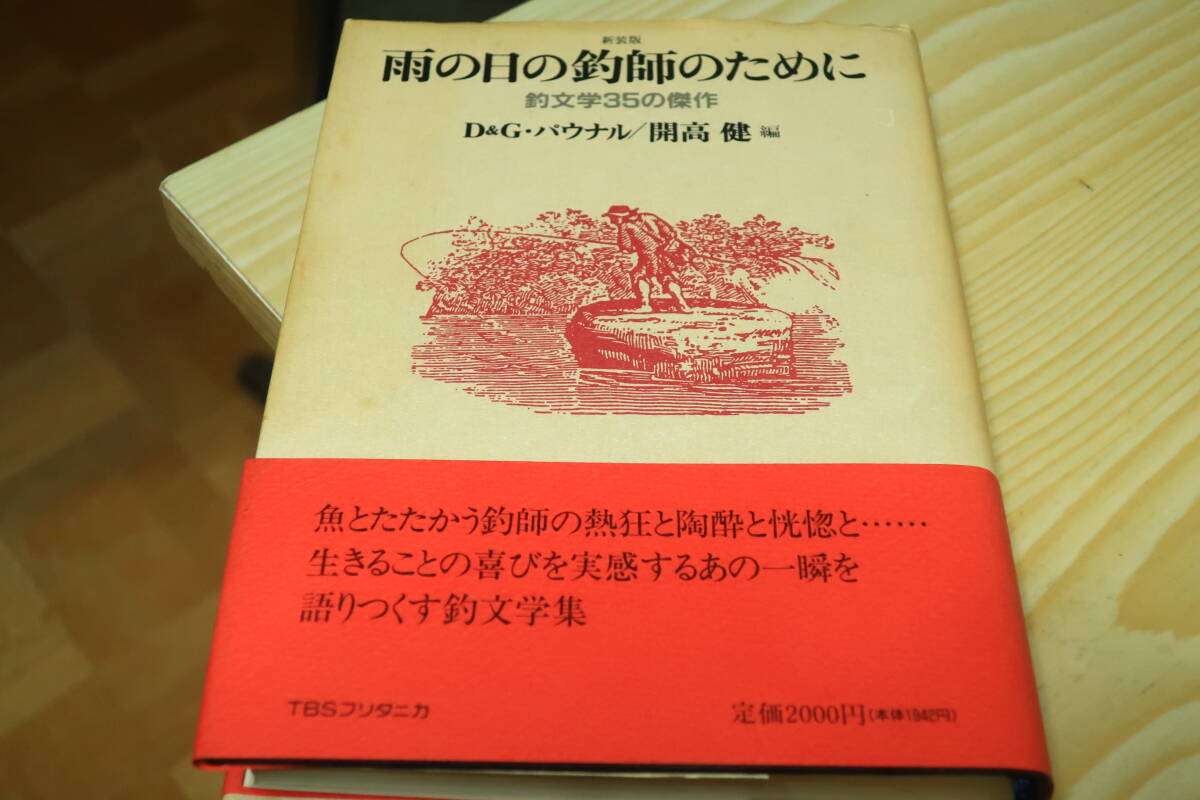 新装版
雨の日の釣師のために
釣文学35の傑作
D&G・パウナル/開高 健 編
魚とたたかう釣師の熱狂と陶酔と恍惚と……
生きることの喜びを実感するあの一瞬を
語りつくす釣文学集
TBSブリタニカ
定価2000円(本体1942円)